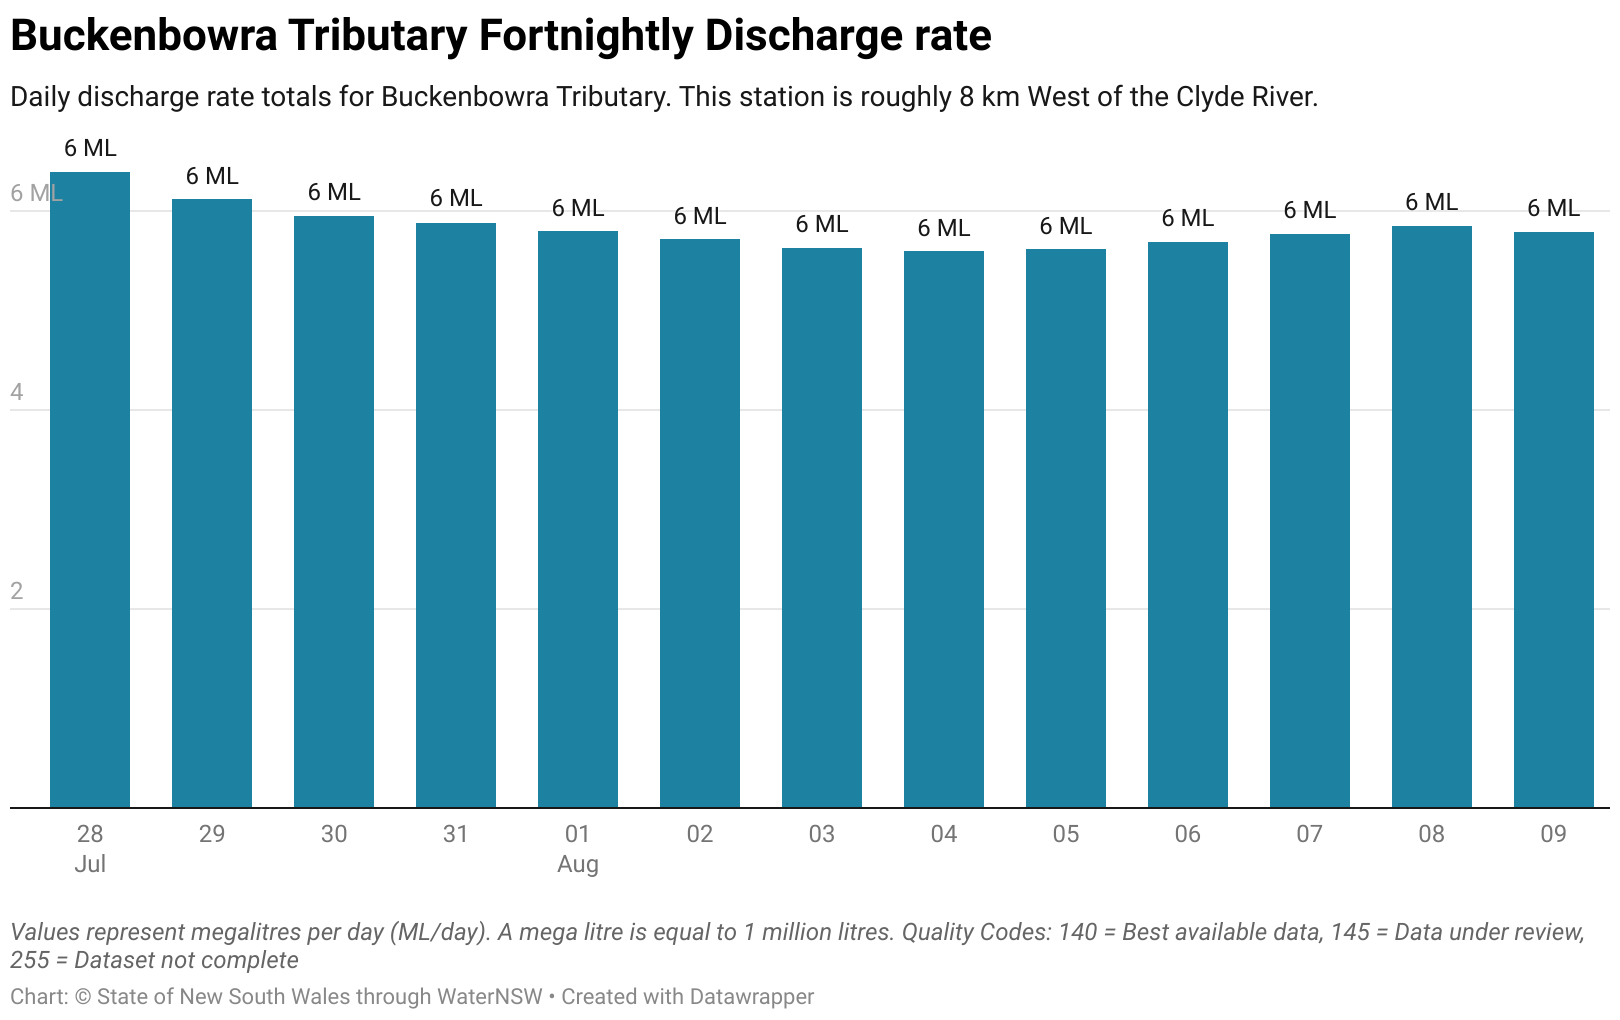 Buckenbowra Tributary Fortnightly Discharge rate
Daily discharge rate totals for Buckenbowra Tributary. This station is roughly 8 km West of the Clyde River.
6 ML
6 ML
6 ML
6 ML
6 ML
6 ML
6 ML
6 ML
6 ML
6 ML
6 ML
6 ML
6 ML
6 ML
4
2
28 29 30 31 01 02 03 04 05 06 07 08 09
Jul Aug
Values represent megalitres per day (ML/day). A mega litre is equal to 1 million litres. Quality Codes: 140 = Best available data, 145 = Data under review,
255 = Dataset not complete
Chart: © State of New South Wales through WaterNSW • Created with Datawrapper